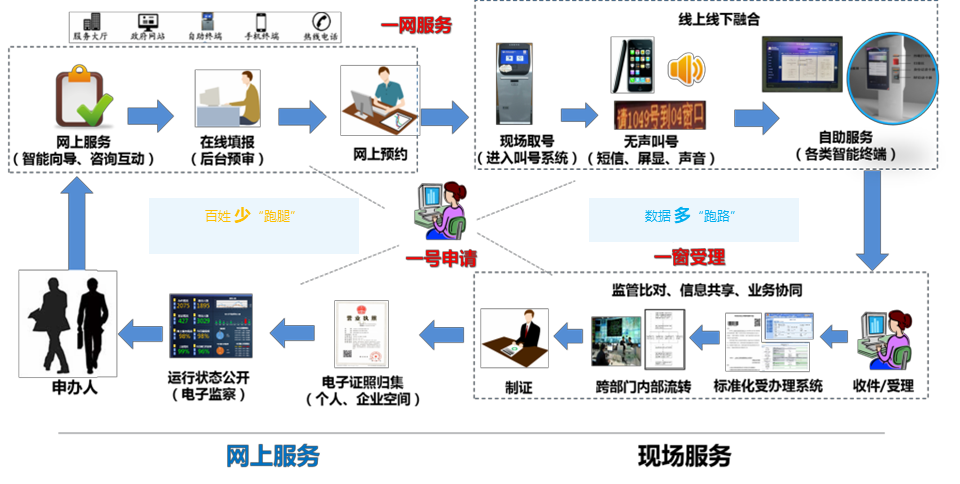 服务大厅 政府网站 自助终端 手机终端 热线电话
一网服务
线上线下融合
请1049号到04窗口
网上服务
（智能向导、咨询互动）
在线填报
（后台预审）
网上预约
现场取号
（进入叫号系统）
无声叫号
（短信、屏显、声音）
自助服务
（各类智能终端）
百姓 少 “跑腿”
数据 多 “跑路”
一号申请
一窗受理
监管比对、信息共享、业务协同
营业执照
申办人
运行状态公开
（电子监察）
电子证照归集
（个人、企业空间）
制证
跨部门内部流转
标准化受办理系统
收件/受理
网上服务
现场服务